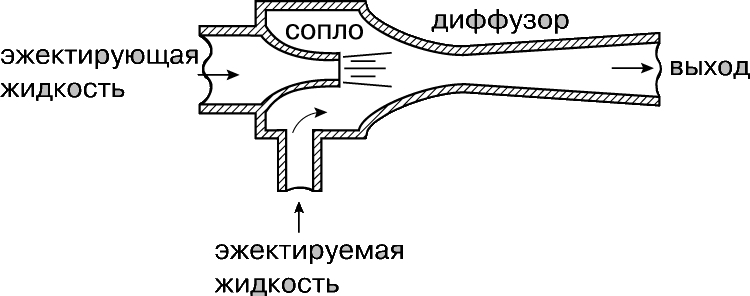 сопло
диффузор
эжектирующая
жидкость
выход
эжектируемая
жидкость